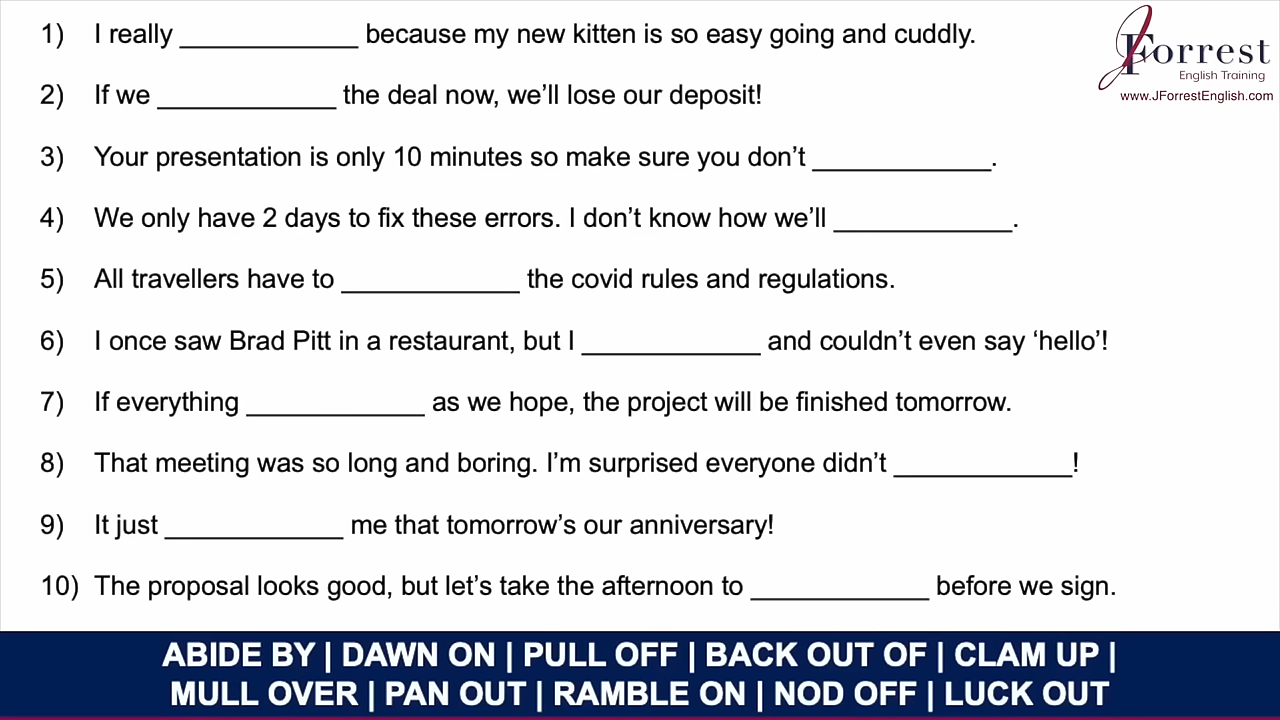 1) I really ____________ because my new kitten is so easy going and cuddly.
JForrest
English Training
www.JForrestEnglish.com
2) If we ____________ the deal now, we’ll lose our deposit!
3) Your presentation is only 10 minutes so make sure you don’t ____________.
4) We only have 2 days to fix these errors. I don’t know how we’ll ____________.
5) All travellers have to ____________ the covid rules and regulations.
6) I once saw Brad Pitt in a restaurant, but I ____________ and couldn’t even say ‘hello’!
7) If everything ____________ as we hope, the project will be finished tomorrow.
8) That meeting was so long and boring. I’m surprised everyone didn’t ____________!
9) It just ____________ me that tomorrow’s our anniversary!
10) The proposal looks good, but let’s take the afternoon to ____________ before we sign.
ABIDE BY | DAWN ON | PULL OFF | BACK OUT OF | CLAM UP |
MULL OVER | PAN OUT | RAMBLE ON | NOD OFF | LUCK OUT